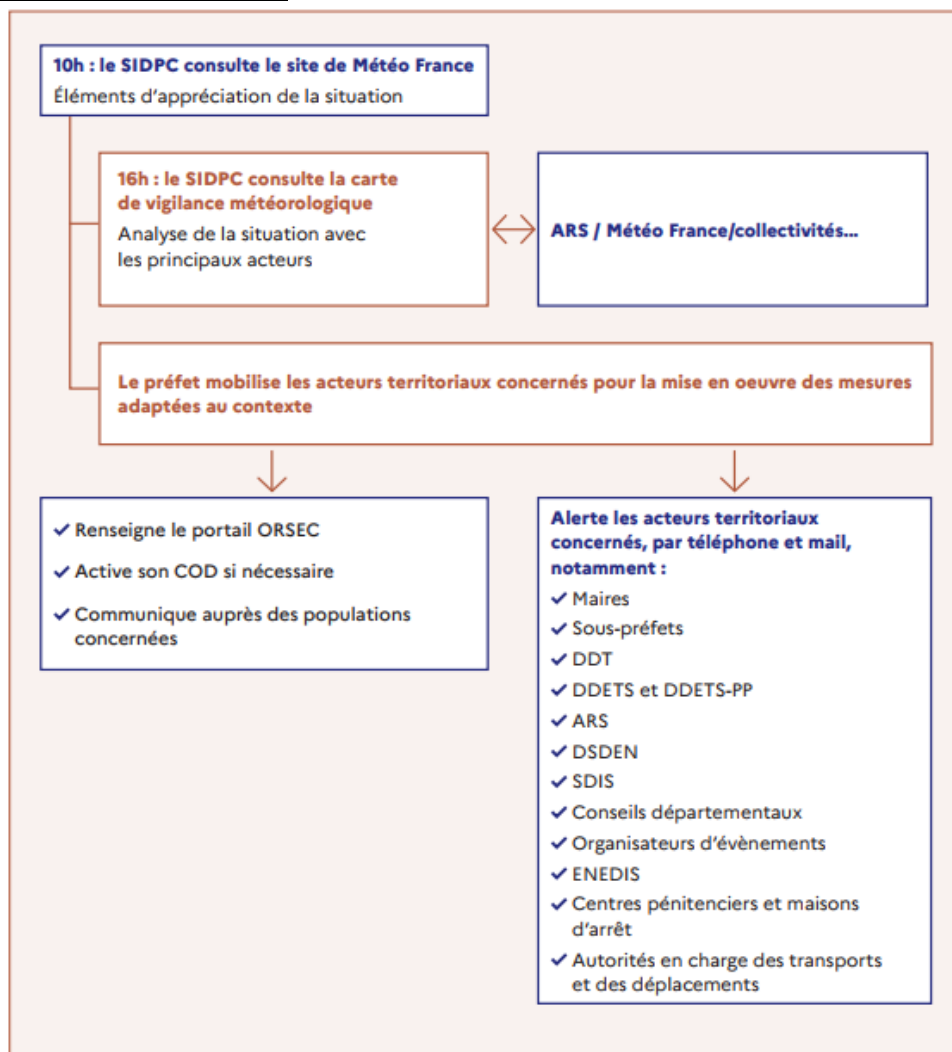 10h : le SIDPC consulte le site de Météo France
Éléments d'appréciation de la situation
16h : le SIDPC consulte la carte
de vigilance météorologique
Analyse de la situation avec
les principaux acteurs
ARS / Météo France/collectivités...
Le préfet mobilise les acteurs territoriaux concernés pour la mise en oeuvre des mesures
adaptées au contexte
✓ Renseigne le portail ORSEC
✓ Active son COD si nécessaire
✓ Communique auprès des populations
concernées
Alerte les acteurs territoriaux
concernés, par téléphone et mail,
notamment :
✓ Maires
✓ Sous-préfets
✓ DDT
✓ DDETS et DDETS-PP
✓ ARS
✓ DSDEN
✓ SDIS
✓ Conseils départementaux
✓ Organisateurs d'évènements
✓ ENEDIS
✓ Centres pénitenciers et maisons
d'arrêt
✓ Autorités en charge des transports
et des déplacements